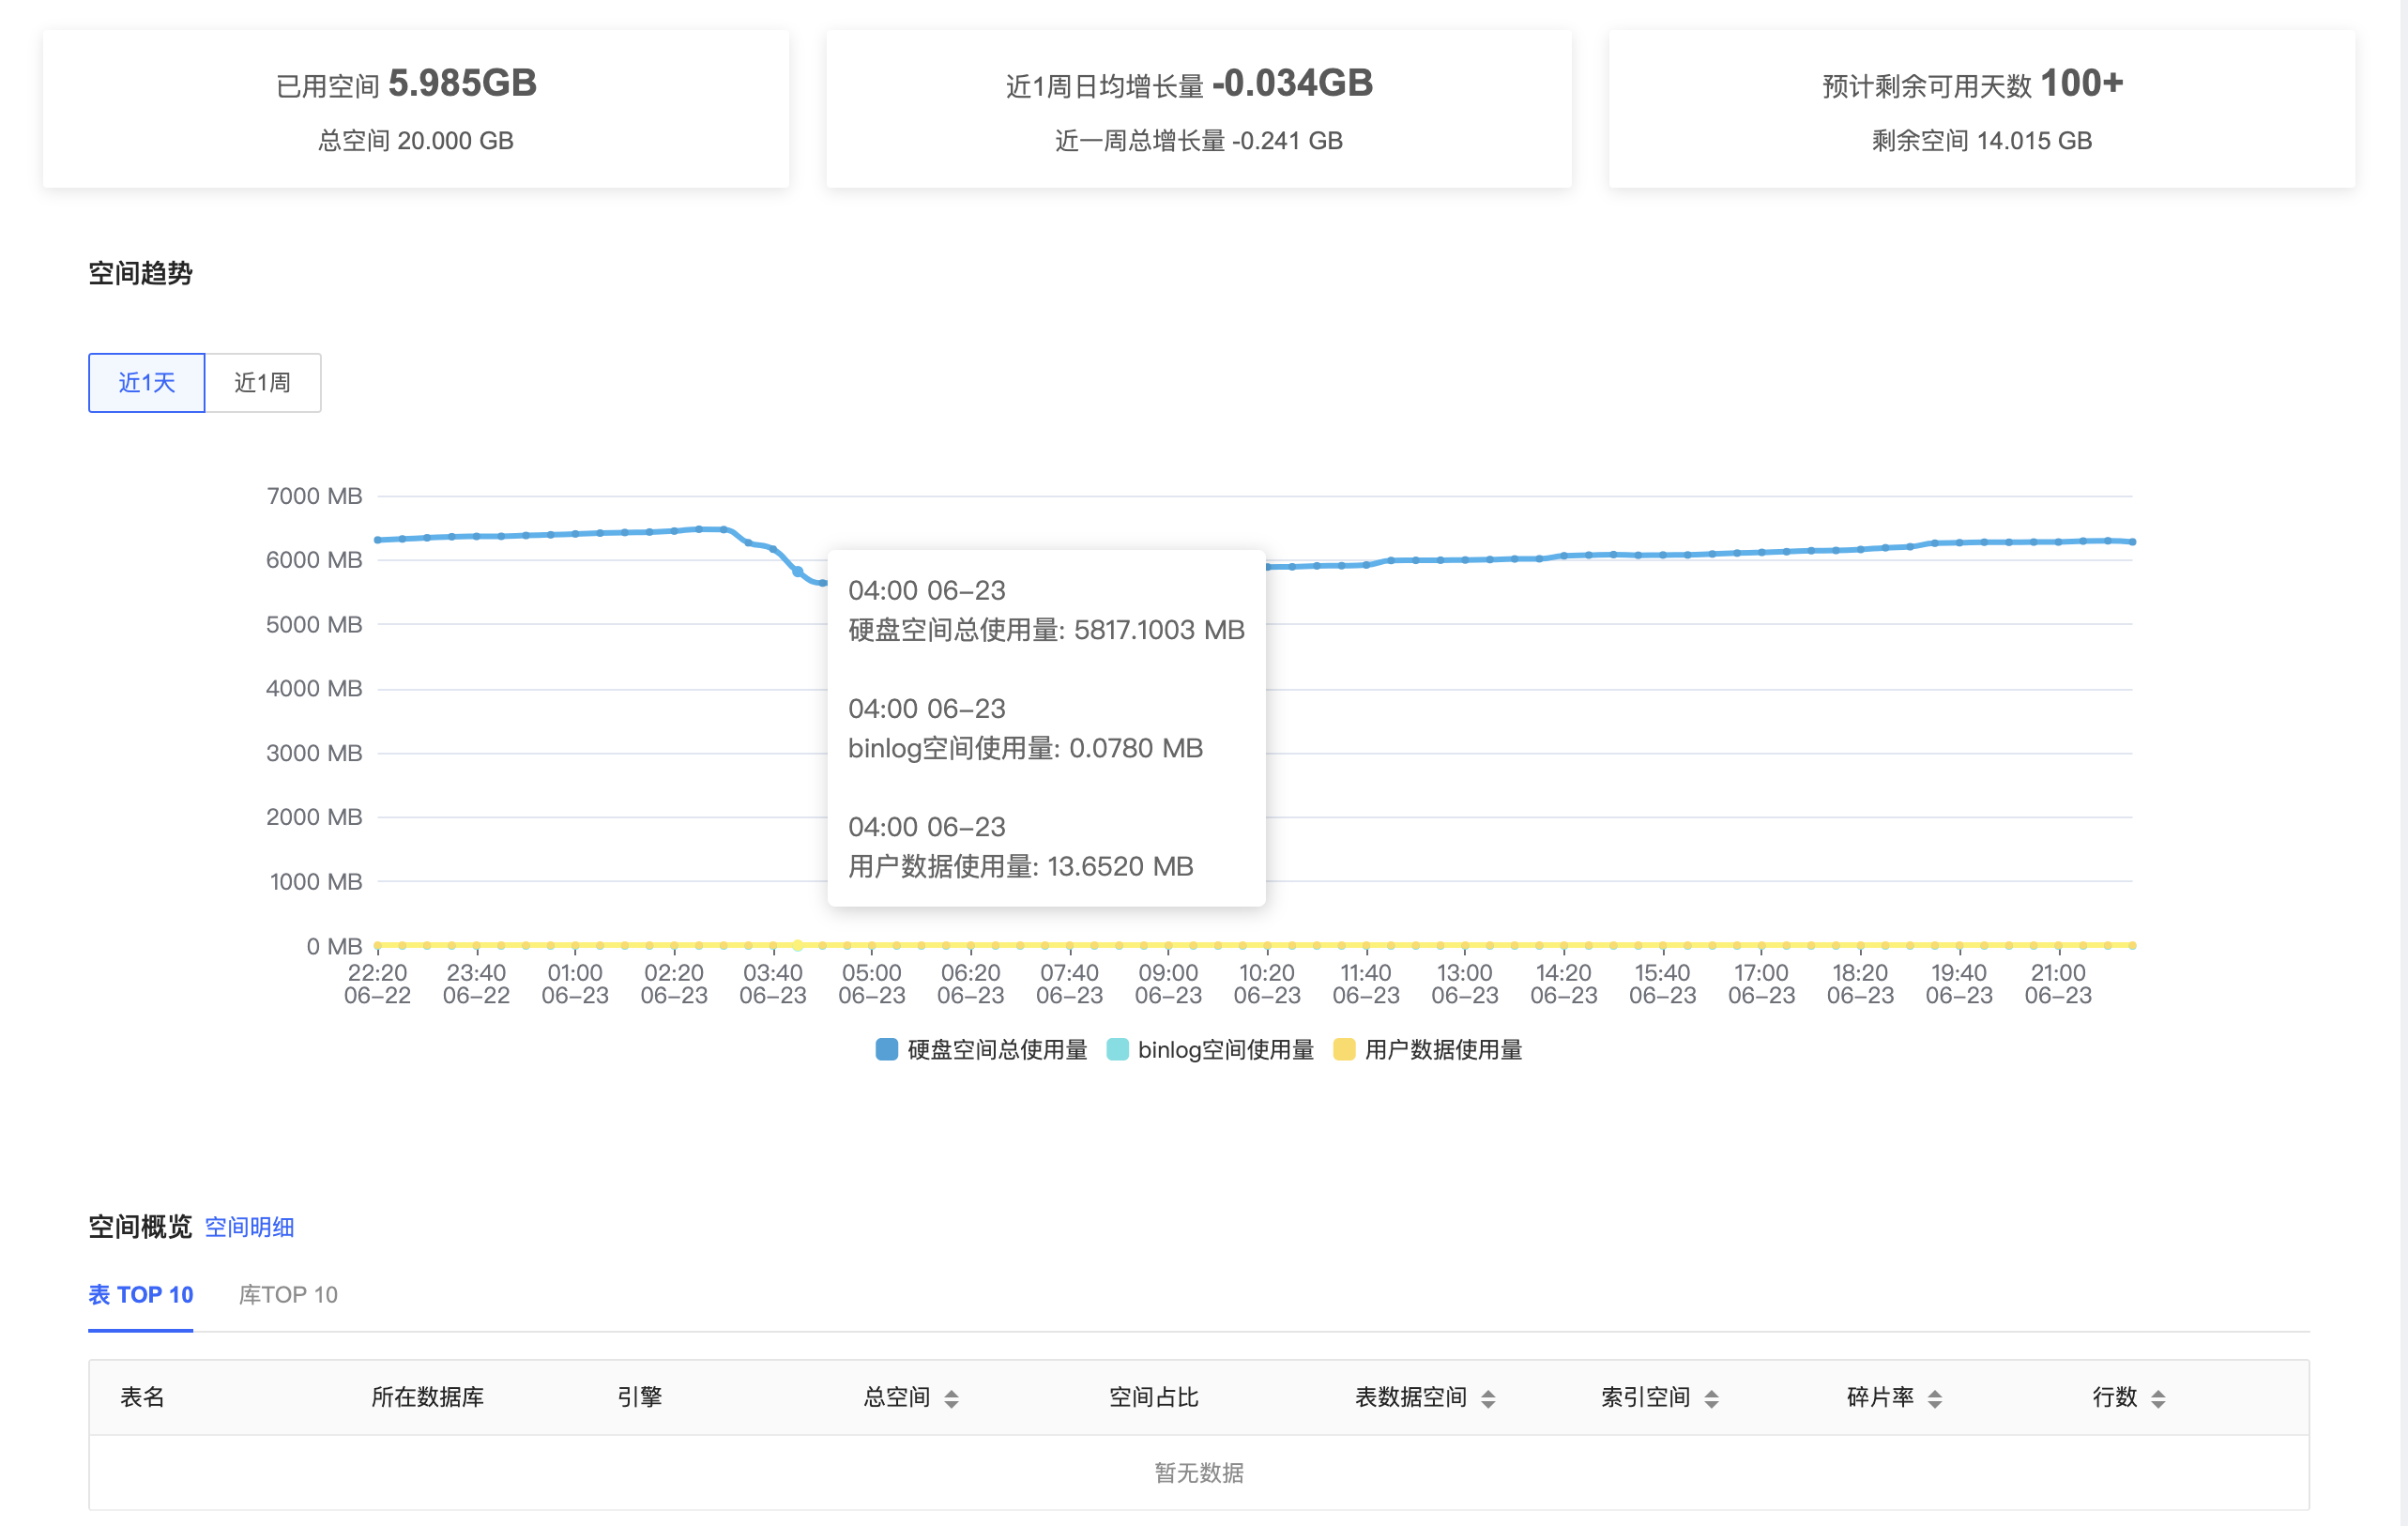 已用空间 5.985GB
总空间 20.000 GB
近1周日均增长量 -0.034GB
近一周总增长量 -0.241 GB
预计剩余可用天数 100+
剩余空间 14.015 GB
空间趋势
近1天 近1周
7000 MB
6000 MB
5000 MB
4000 MB
3000 MB
2000 MB
1000 MB
0 MB
04:00 06-23
硬盘空间总使用量: 5817.1003 MB
04:00 06-23
binlog空间使用量: 0.0780 MB
04:00 06-23
用户数据使用量: 13.6520 MB
22:20 23:40 01:00 02:20 03:40 05:00 06:20 07:40 09:00 10:20 11:40 13:00 14:20 15:40 17:00 18:20 19:40 21:00
06-22 06-22 06-23 06-23 06-23 06-23 06-23 06-23 06-23 06-23 06-23 06-23 06-23 06-23 06-23 06-23 06-23 06-23
硬盘空间总使用量 binlog空间使用量 用户数据使用量
空间概览 空间明细
表 TOP 10 库TOP 10
表名 所在数据库 引擎 总空间 空间占比 表数据空间 索引空间 碎片率 行数
暂无数据